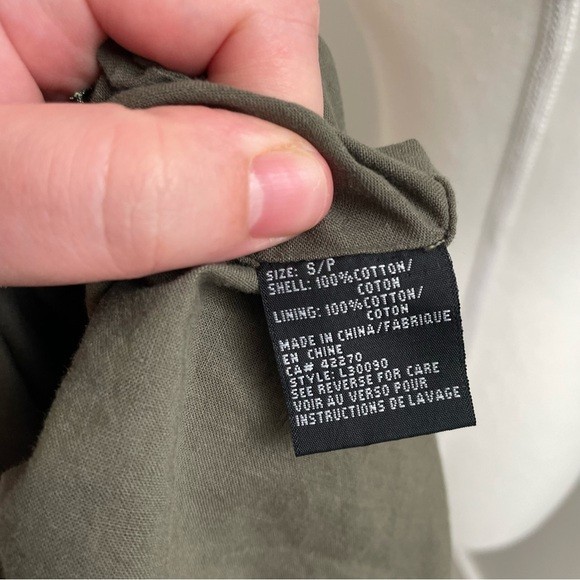 SIZE: S/P
SHELL: 100%COTTON/
COTON
LINING: 100%COTTON/
COTON
MADE IN CHINA/FABRIQUE
EN CHINE
CA# 42270
STYLE: L30090
SEE REVERSE FOR CARE
VOIR AU VERSO POUR
INSTRUCTIONS DE LAVAGE